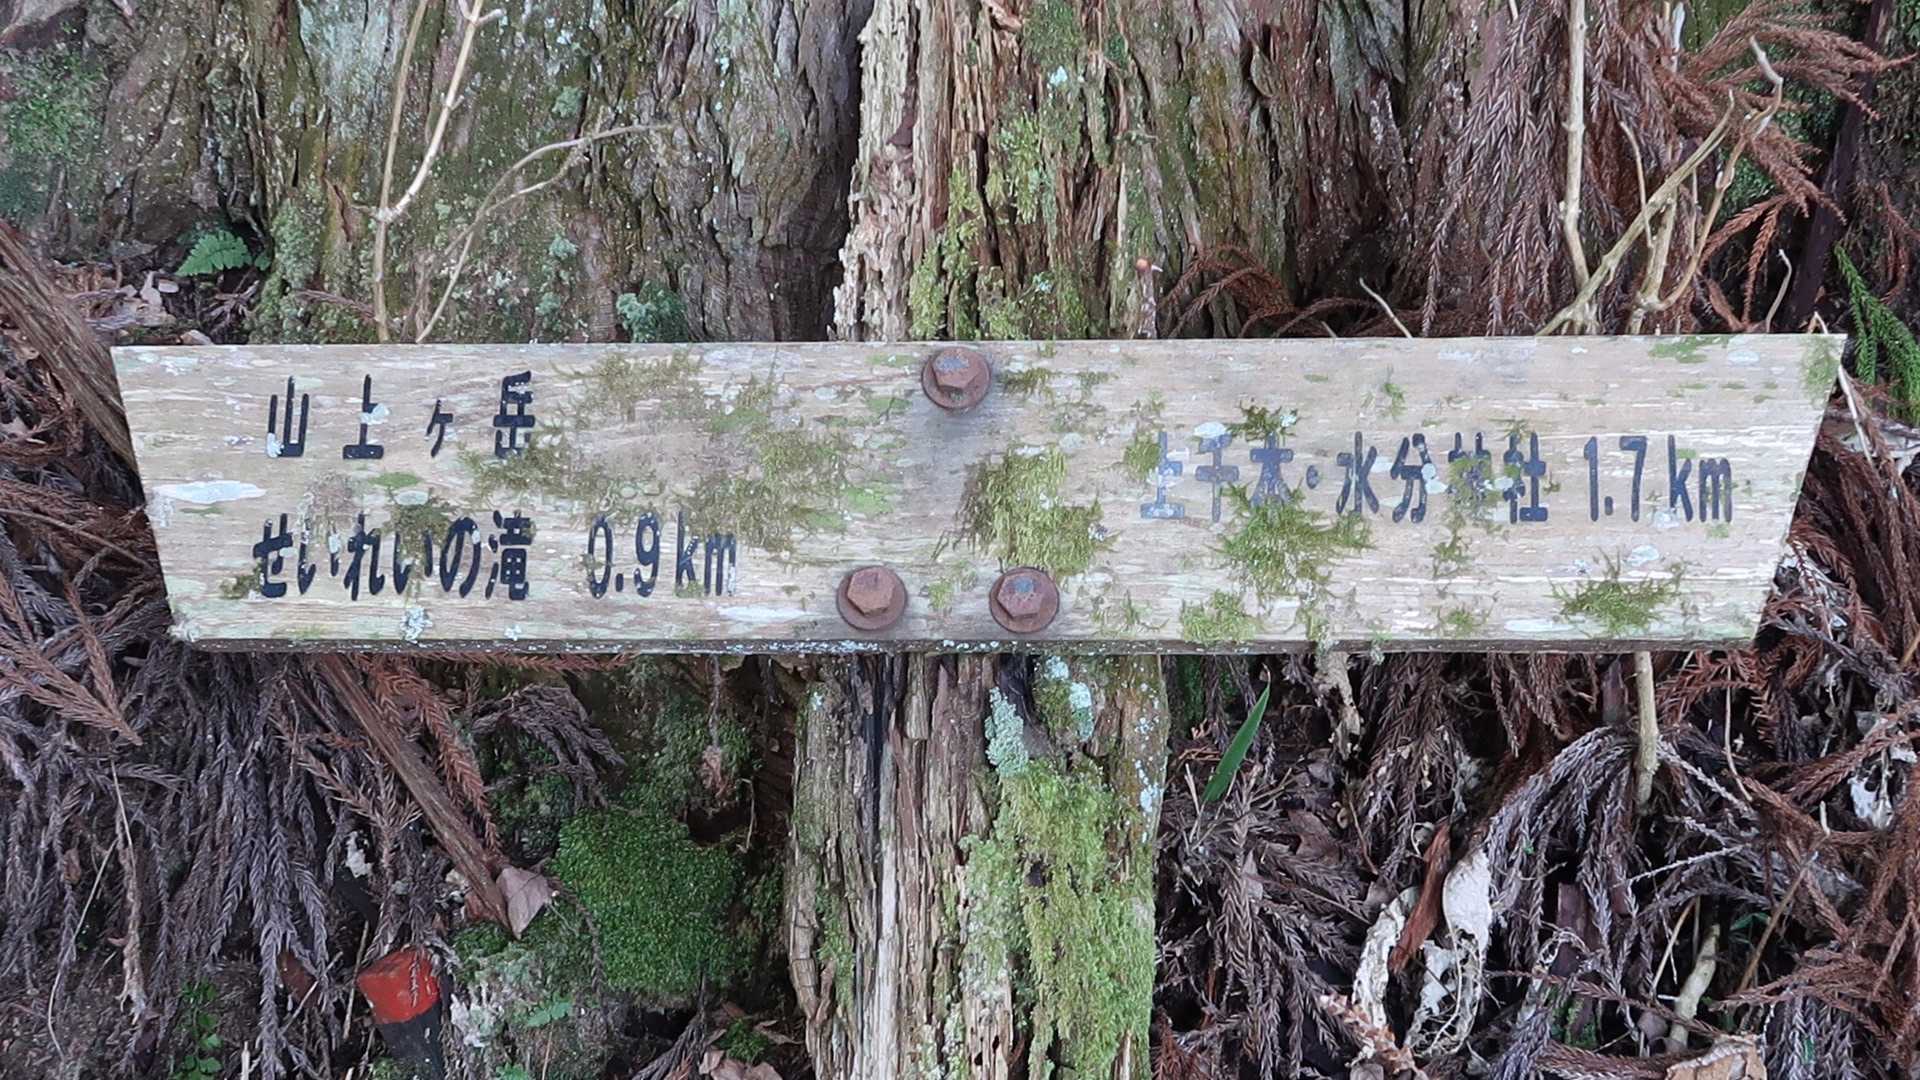 山上ヶ岳
せいれいの滝 0.9km
上千本・水分神社 1.7km